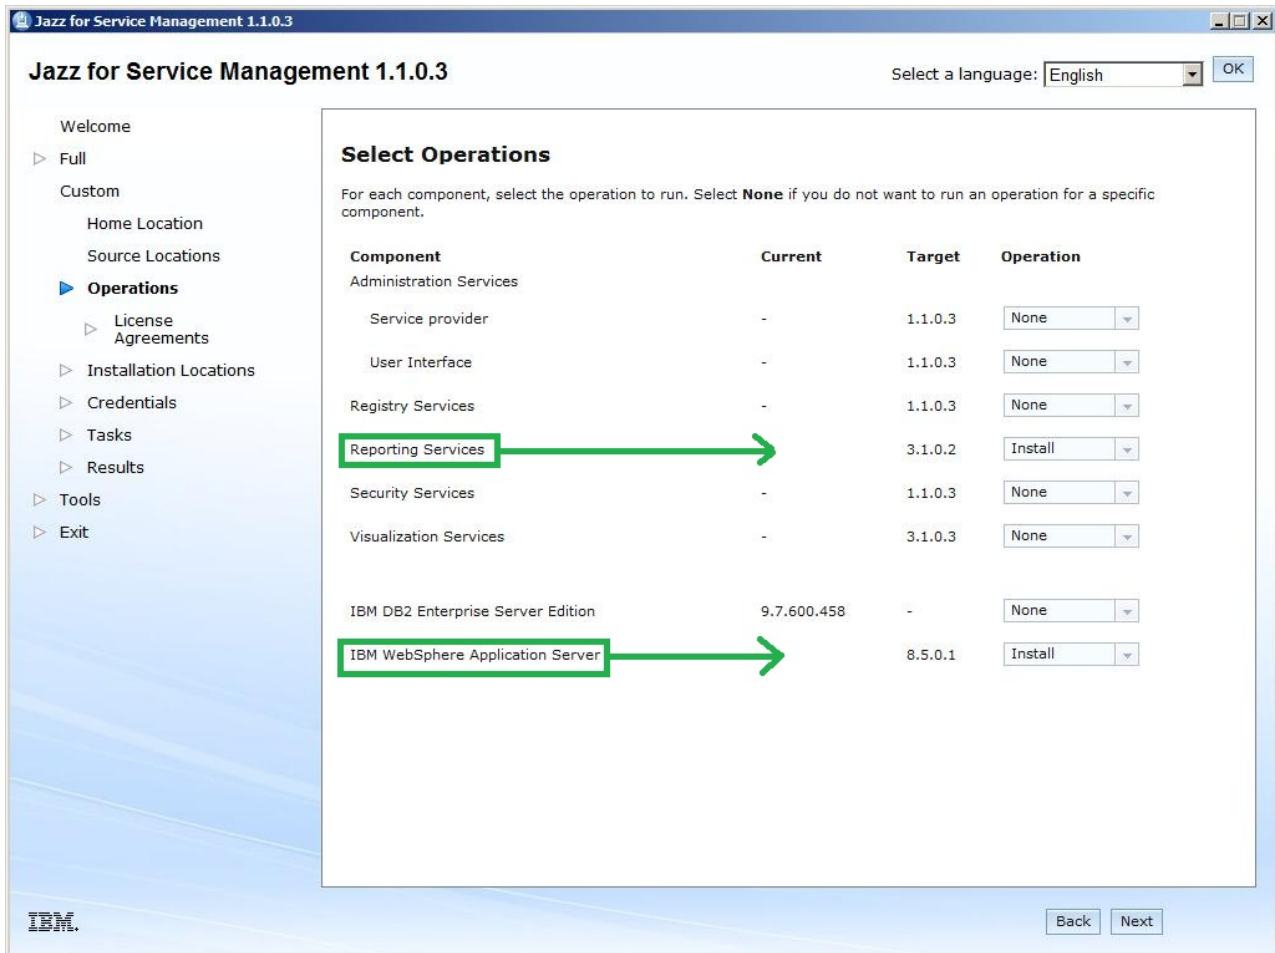 Jazz for Service Management 1.1.0.3
Jazz for Service Management 1.1.0.3
Select a language: English OK
Welcome
Full
Custom
Home Location
Source Locations
Operations
License
Agreements
Installation Locations
Credentials
Tasks
Results
Tools
Exit
Select Operations
For each component, select the operation to run. Select None if you do not want to run an operation for a specific
component.
Component Current Target Operation
Administration Services
Service provider - 1.1.0.3 None
User Interface - 1.1.0.3 None
Registry Services - 1.1.0.3 None
Reporting Services 3.1.0.2 Install
Security Services - 1.1.0.3 None
Visualization Services - 3.1.0.3 None
IBM DB2 Enterprise Server Edition 9.7.600.458 - None
IBM WebSphere Application Server 8.5.0.1 Install
IBM.
Back Next